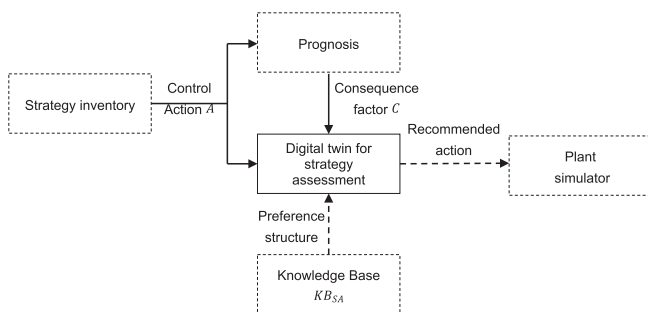 Prognosis
Strategy inventory
Control
Action A
Consequence
factor C
Digital twin for
strategy
assessment
Recommended
action
Plant
simulator
Preference
structure
Knowledge Base
KB_SA